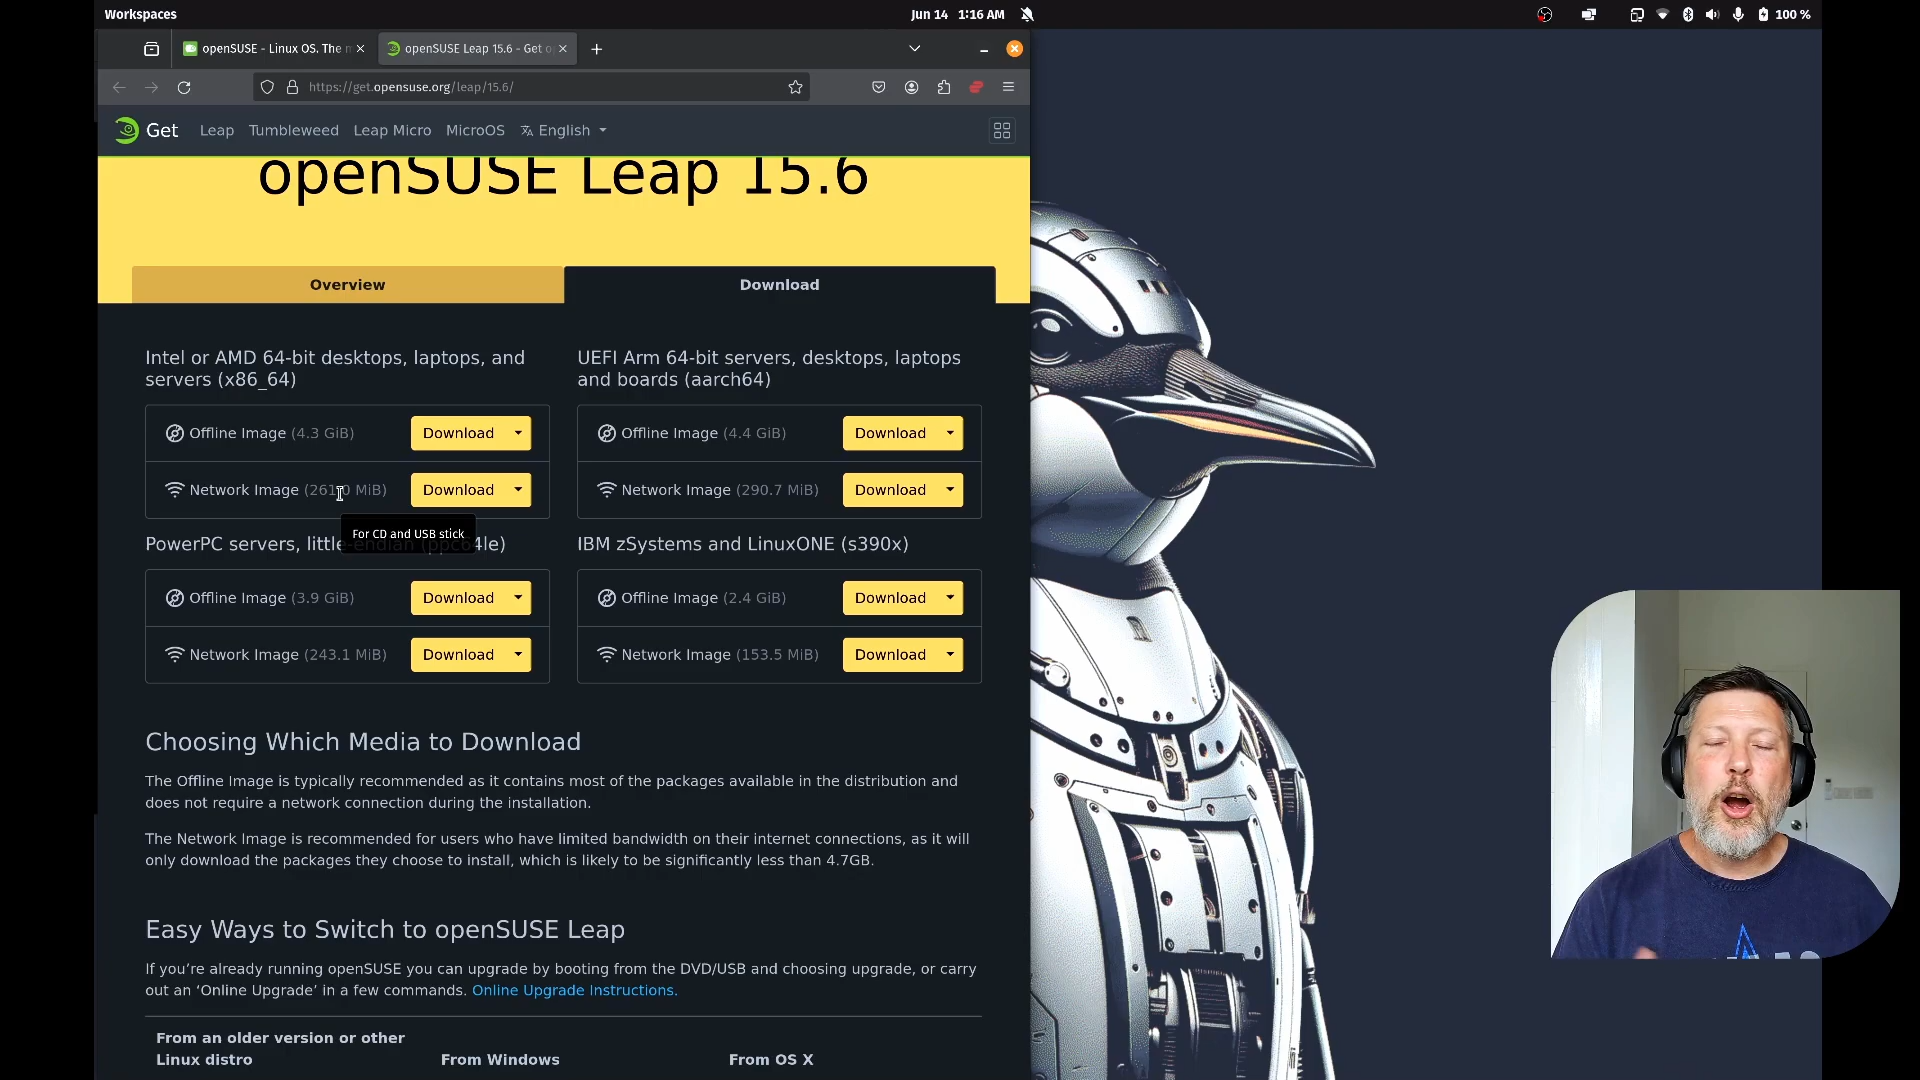 Workspaces
Jun 14 1:16 AM
100 %
openSUSE - Linux OS. The
openSUSE Leap 15.6 - Get o
https://get.opensuse.org/leap/15.6/
Get
Leap
Tumbleweed
Leap Micro
MicroOS
English
openSUSE Leap 15.6
Overview
Download
Intel or AMD 64-bit desktops, laptops, and
servers (x86_64)
Offline Image (4.3 GiB)
Download
Network Image (261.0 MiB)
Download
For CD and USB stick
UEFI Arm 64-bit servers, desktops, laptops
and boards (aarch64)
Offline Image (4.4 GiB)
Download
Network Image (290.7 MiB)
Download
PowerPC servers, little-endian (ppc64le)
Offline Image (3.9 GiB)
Download
Network Image (243.1 MiB)
Download
IBM zSystems and LinuxONE (s390x)
Offline Image (2.4 GiB)
Download
Network Image (153.5 MiB)
Download
Choosing Which Media to Download
The Offline Image is typically recommended as it contains most of the packages available in the distribution and
does not require a network connection during the installation.
The Network Image is recommended for users who have limited bandwidth on their internet connections, as it will
only download the packages they choose to install, which is likely to be significantly less than 4.7GB.
Easy Ways to Switch to openSUSE Leap
If you’re already running openSUSE you can upgrade by booting from the DVD/USB and choosing upgrade, or carry
out an ‘Online Upgrade’ in a few commands. Online Upgrade Instructions.
From an older version or other
Linux distro
From Windows
From OS X